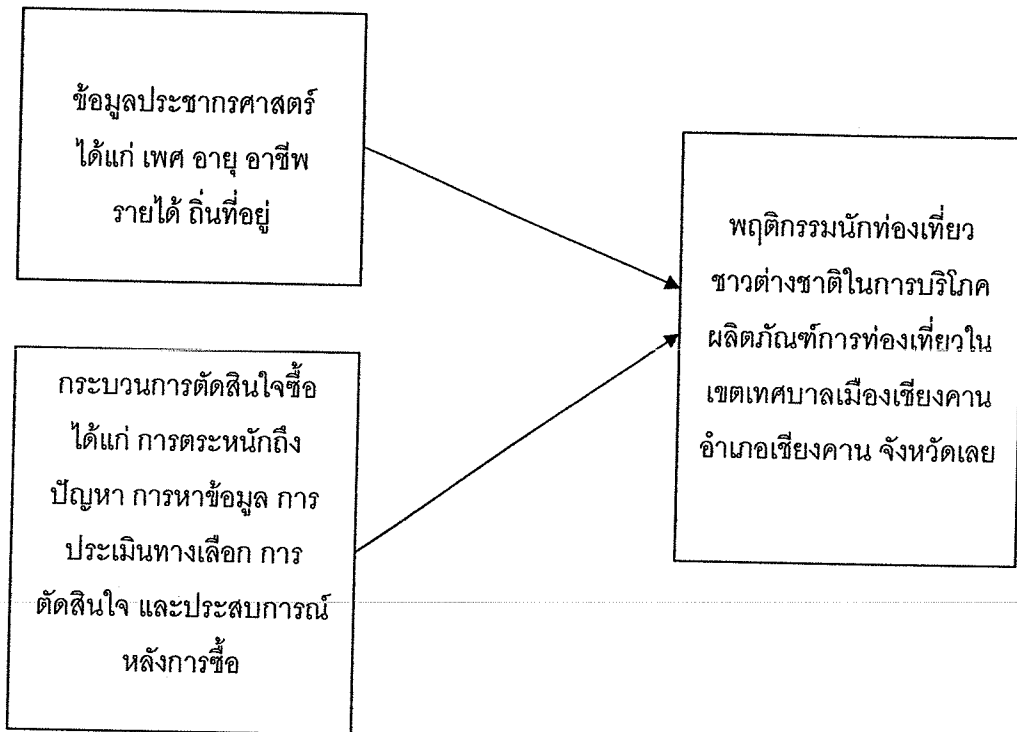 ข้อมูลประชากรศาสตร์
ได้แก่ เพศ อายุ อาชีพ
รายได้ ถิ่นที่อยู่
กระบวนการตัดสินใจซื้อ
ได้แก่ การตระหนักถึง
ปัญหา การหาข้อมูล การ
ประเมินทางเลือก การ
ตัดสินใจ และประสบการณ์
หลังการซื้อ
พฤติกรรมนักท่องเที่ยว
ชาวต่างชาติในการบริโภค
ผลิตภัณฑ์การท่องเที่ยวใน
เขตเทศบาลเมืองเชียงคาน
อำเภอเชียงคาน จังหวัดเลย